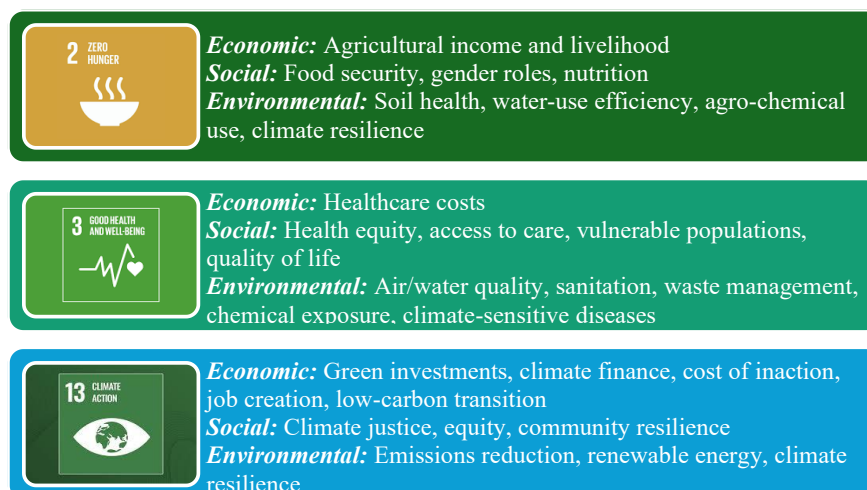 2 ZERO
HUNGER
Economic: Agricultural income and livelihood
Social: Food security, gender roles, nutrition
Environmental: Soil health, water-use efficiency, agro-chemical
use, climate resilience
3 GOOD HEALTH
AND WELL-BEING
Economic: Healthcare costs
Social: Health equity, access to care, vulnerable populations,
quality of life
Environmental: Air/water quality, sanitation, waste management,
chemical exposure, climate-sensitive diseases
13 CLIMATE
ACTION
Economic: Green investments, climate finance, cost of inaction,
job creation, low-carbon transition
Social: Climate justice, equity, community resilience
Environmental: Emissions reduction, renewable energy, climate
resilience